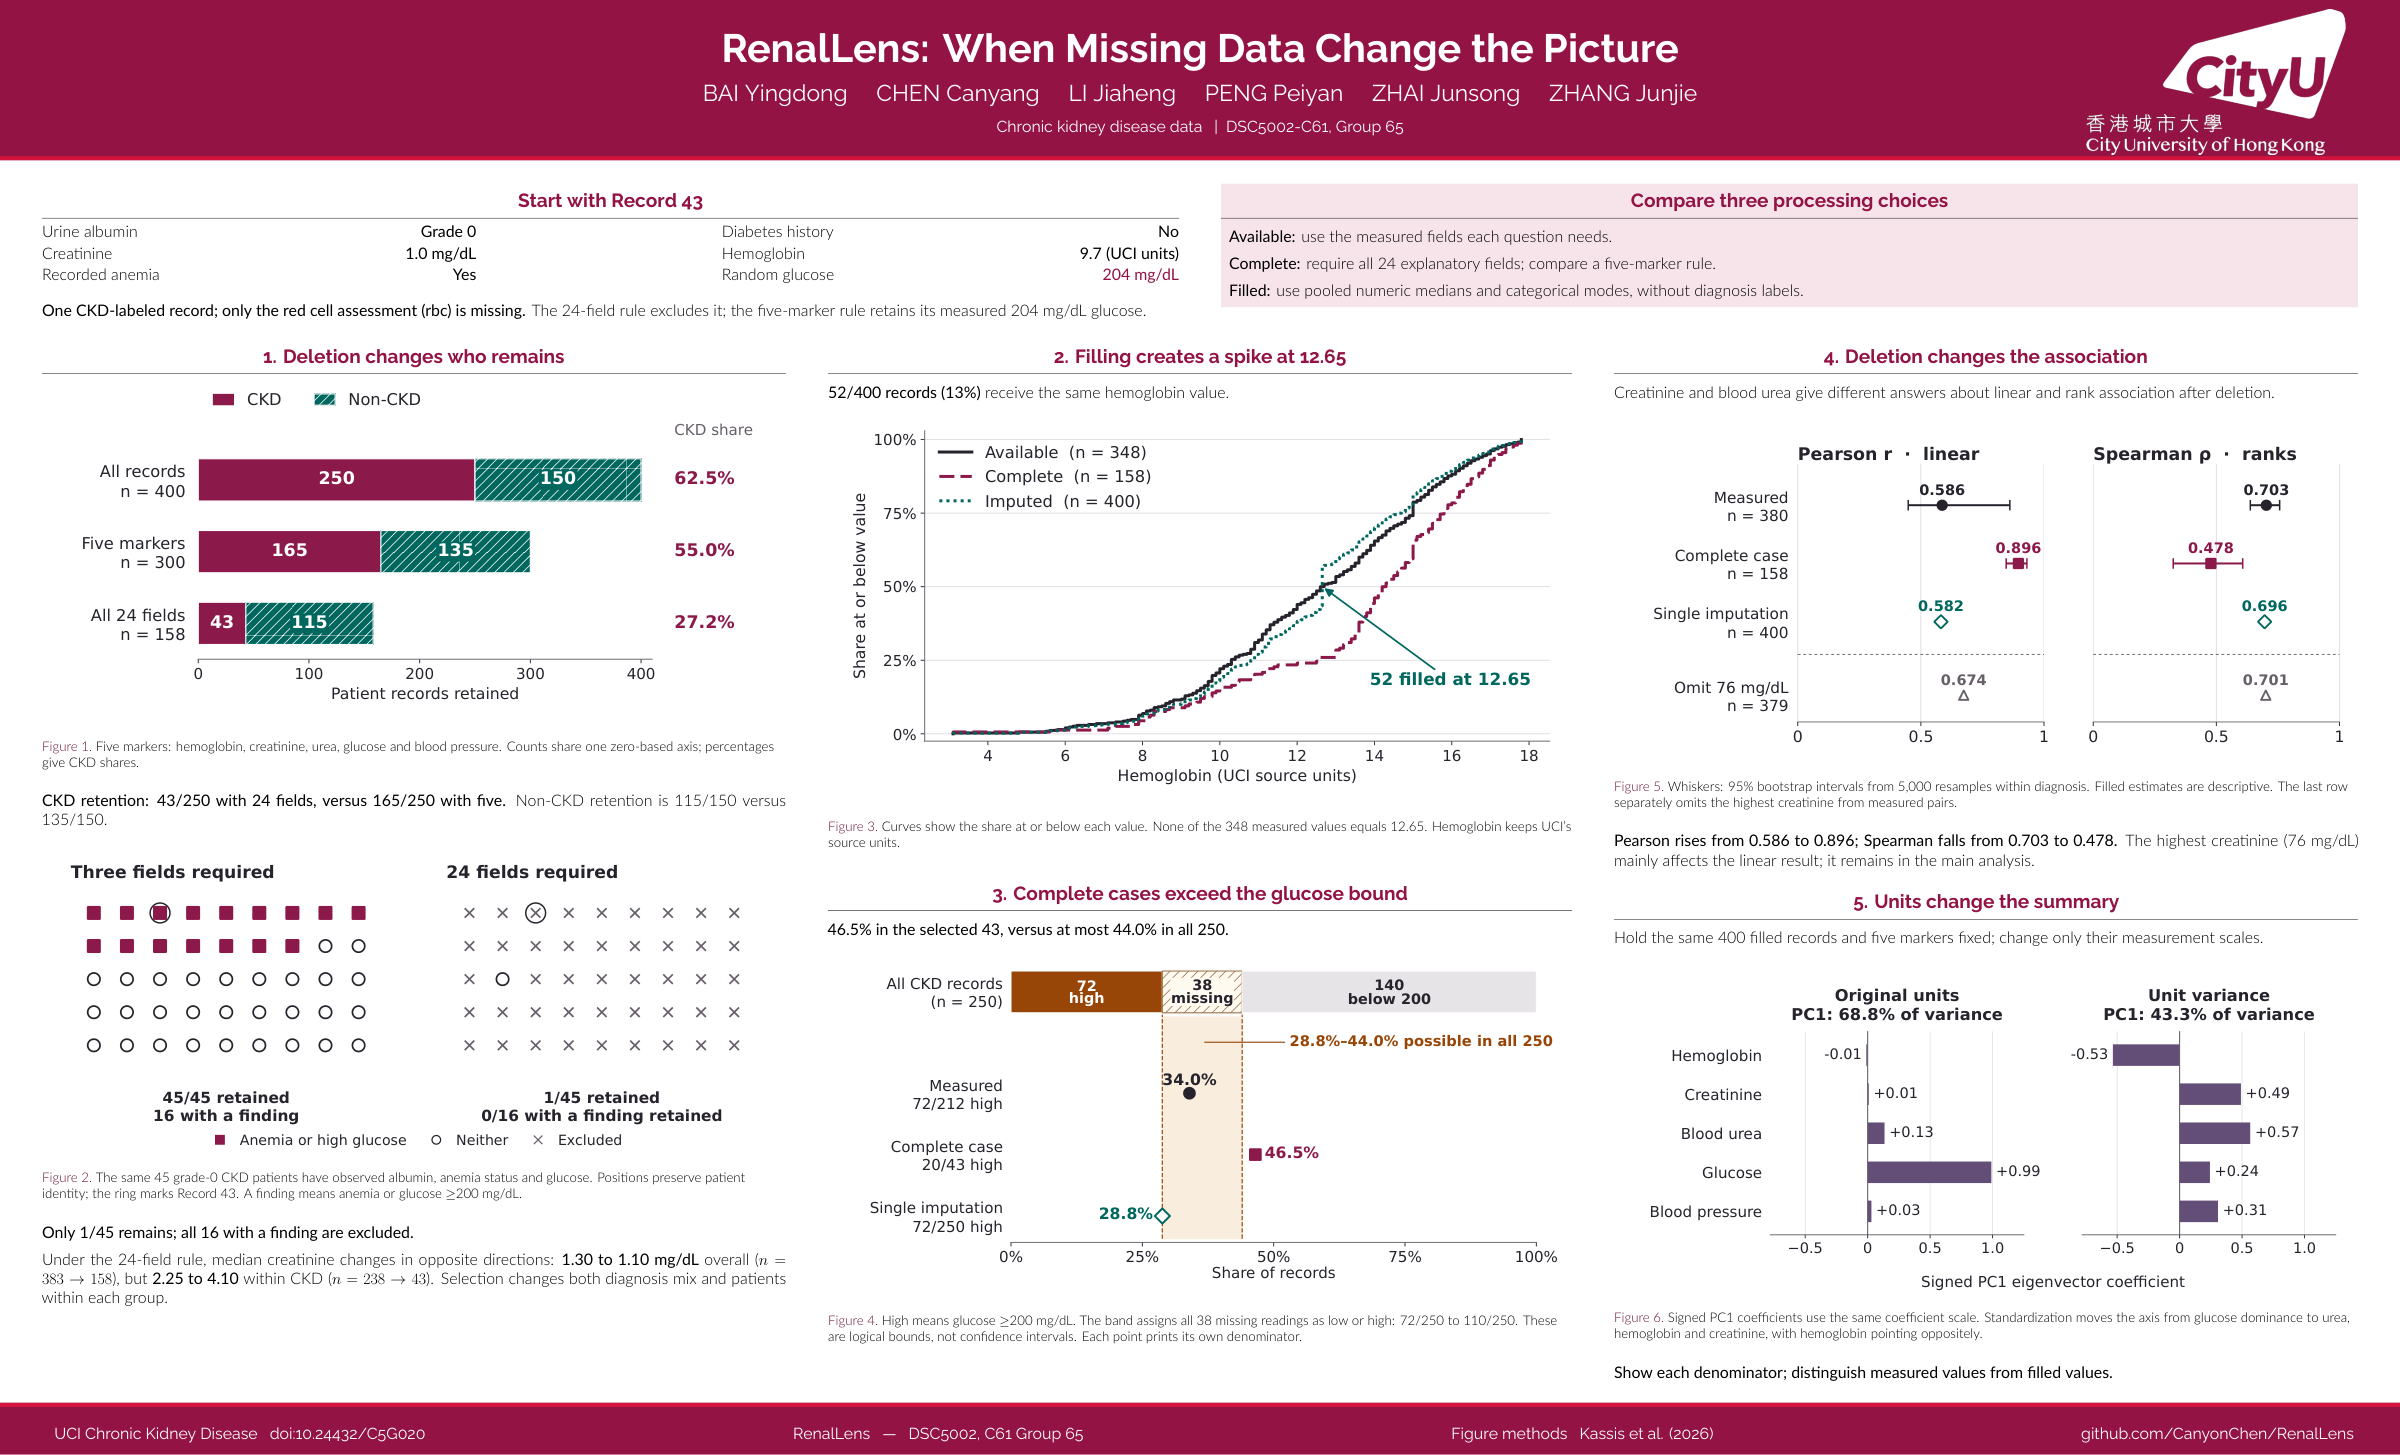 RenalLens: When Missing Data Change the Picture
BAI Yingdong CHEN Canyang LI Jiaheng PENG Peiyan ZHAI Junsong ZHANG Junjie
Chronic kidney disease data | DSC5002-C61, Group 65
CityU
香港城市大學
City University of Hong Kong
Start with Record 43
Urine albumin Grade 0 Diabetes history No
Creatinine 1.0 mg/dL Hemoglobin 9.7 (UCI units)
Recorded anemia Yes Random glucose 204 mg/dL
One CKD-labeled record; only the red cell assessment (rbc) is missing. The 24-field rule excludes it; the five-marker rule retains its measured 204 mg/dL glucose.
Compare three processing choices
Available: use the measured fields each question needs.
Complete: require all 24 explanatory fields; compare a five-marker rule.
Filled: use pooled numeric medians and categorical modes, without diagnosis labels.
1. Deletion changes who remains
CKD Non-CKD
CKD share
All records
n = 400
250 150 62.5%
Five markers
n = 300
165 135 55.0%
All 24 fields
n = 158
43 115 27.2%
0 100 200 300 400
Patient records retained
Figure 1. Five markers: hemoglobin, creatinine, urea, glucose and blood pressure. Counts share one zero-based axis; percentages
give CKD shares.
CKD retention: 43/250 with 24 fields, versus 165/250 with five. Non-CKD retention is 115/150 versus
135/150.
Three fields required 24 fields required
45/45 retained
16 with a finding
1/45 retained
0/16 with a finding retained
Anemia or high glucose Neither Excluded
Figure 2. The same 45 grade-0 CKD patients have observed albumin, anemia status and glucose. Positions preserve patient
identity; the ring marks Record 43. A finding means anemia or glucose ≥200 mg/dL.
Only 1/45 remains; all 16 with a finding are excluded.
Under the 24-field rule, median creatinine changes in opposite directions: 1.30 to 1.10 mg/dL overall (n =
383 → 158), but 2.25 to 4.10 within CKD (n = 238 → 43). Selection changes both diagnosis mix and patients
within each group.
2. Filling creates a spike at 12.65
52/400 records (13%) receive the same hemoglobin value.
Share at or below value
100%
75%
50%
25%
0%
Available (n = 348)
Complete (n = 158)
Imputed (n = 400)
52 filled at 12.65
4 6 8 10 12 14 16 18
Hemoglobin (UCI source units)
Figure 3. Curves show the share at or below each value. None of the 348 measured values equals 12.65. Hemoglobin keeps UCI's
source units.
3. Complete cases exceed the glucose bound
46.5% in the selected 43, versus at most 44.0% in all 250.
All CKD records
(n = 250)
72
high
38
missing
140
below 200
28.8%–44.0% possible in all 250
Measured
72/212 high
34.0%
Complete case
20/43 high
46.5%
Single imputation
72/250 high
28.8%
0% 25% 50% 75% 100%
Share of records
Figure 4. High means glucose ≥200 mg/dL. The band assigns all 38 missing readings as low or high: 72/250 to 110/250. These
are logical bounds, not confidence intervals. Each point prints its own denominator.
4. Deletion changes the association
Creatinine and blood urea give different answers about linear and rank association after deletion.
Pearson r · linear Spearman ρ · ranks
Measured
n = 380
0.586 0.703
Complete case
n = 158
0.896 0.478
Single imputation
n = 400
0.582 0.696
Omit 76 mg/dL
n = 379
0.674 0.701
0 0.5 1 0 0.5 1
Figure 5. Whiskers: 95% bootstrap intervals from 5,000 resamples within diagnosis. Filled estimates are descriptive. The last row
separately omits the highest creatinine from measured pairs.
Pearson rises from 0.586 to 0.896; Spearman falls from 0.703 to 0.478. The highest creatinine (76 mg/dL)
mainly affects the linear result; it remains in the main analysis.
5. Units change the summary
Hold the same 400 filled records and five markers fixed; change only their measurement scales.
Original units
PC1: 68.8% of variance
Unit variance
PC1: 43.3% of variance
Hemoglobin -0.01 -0.53
Creatinine +0.01 +0.49
Blood urea +0.13 +0.57
Glucose +0.99 +0.24
Blood pressure +0.03 +0.31
−0.5 0 0.5 1.0 −0.5 0 0.5 1.0
Signed PC1 eigenvector coefficient
Figure 6. Signed PC1 coefficients use the same coefficient scale. Standardization moves the axis from glucose dominance to urea,
hemoglobin and creatinine, with hemoglobin pointing oppositely.
Show each denominator; distinguish measured values from filled values.
UCI Chronic Kidney Disease doi:10.24432/C5G020
RenalLens — DSC5002, C61 Group 65
Figure methods Kassis et al. (2026)
github.com/CanyonChen/RenalLens